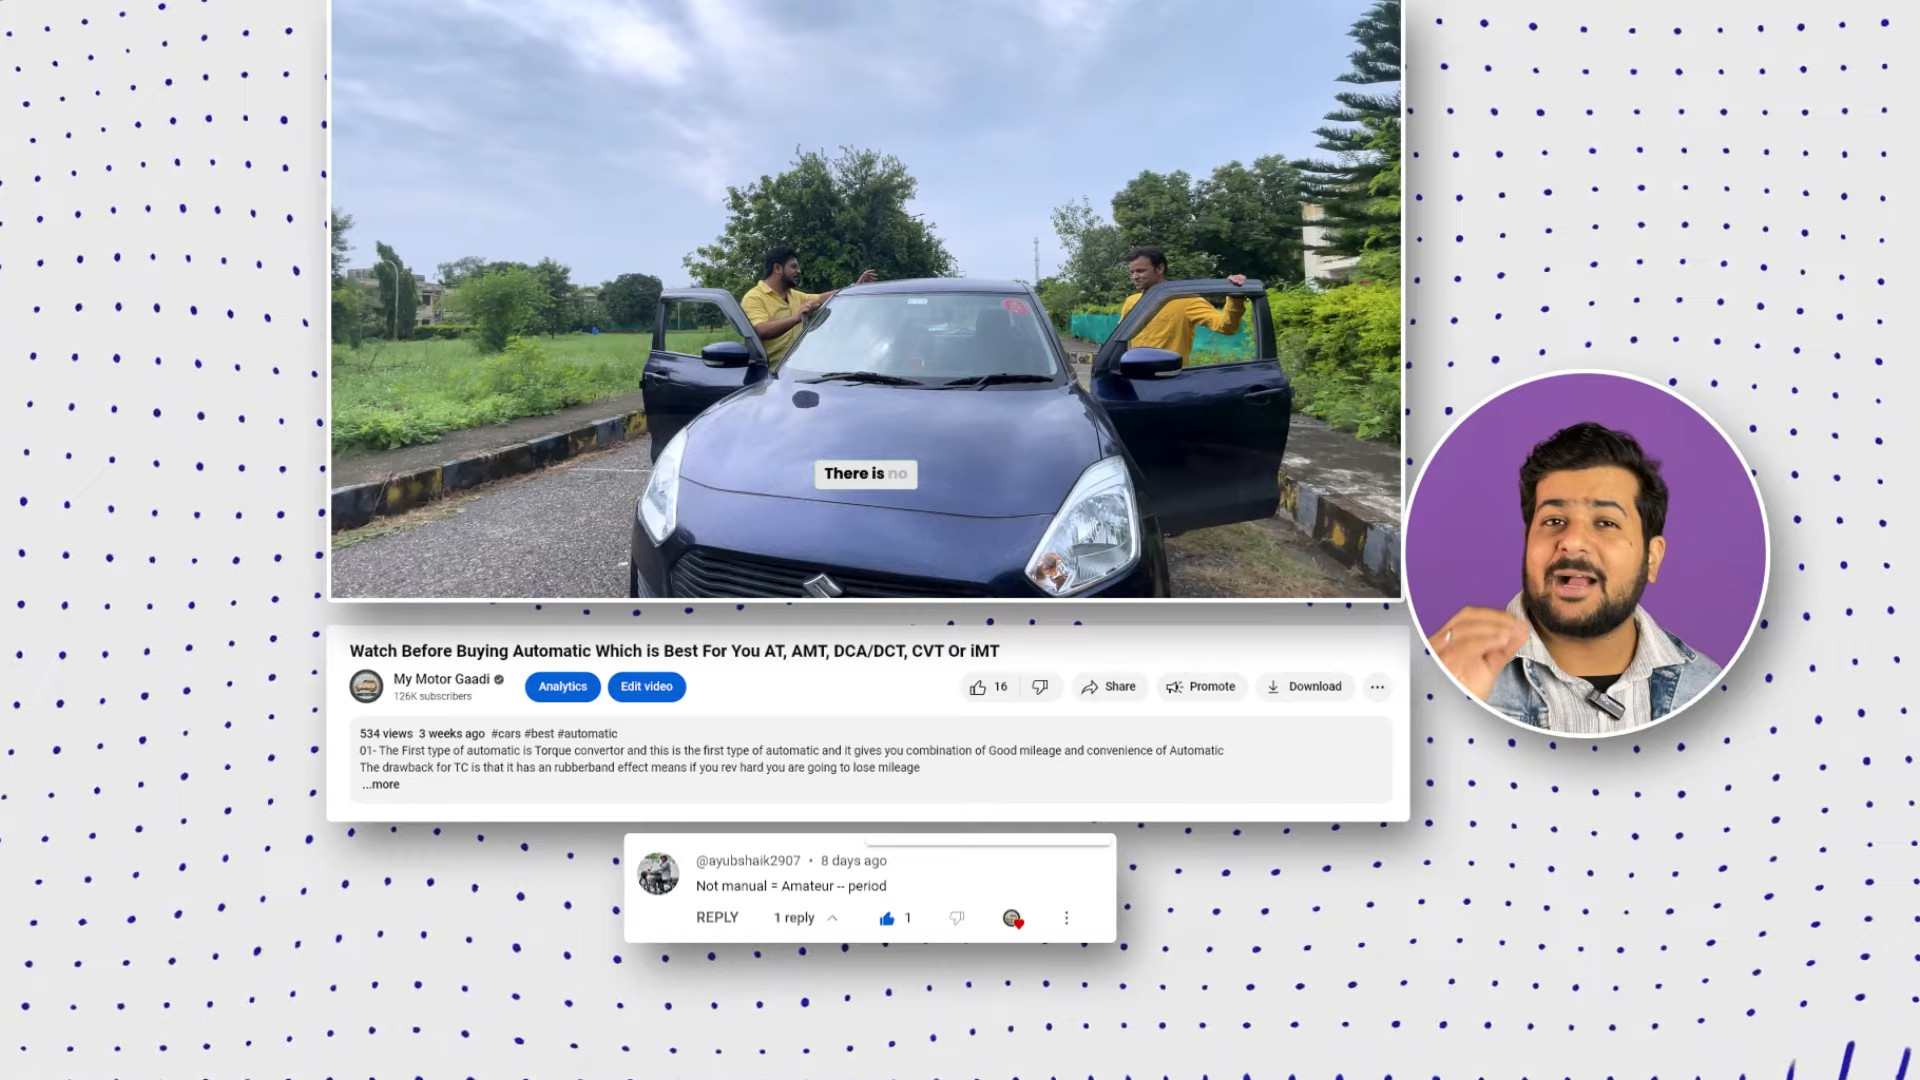 There is no
Watch Before Buying Automatic Which is Best For You AT, AMT, DCA/DCT, CVT Or iMT
My Motor Gaadi
126K subscribers
Analytics
Edit video
16
Share
Promote
Download
534 views 3 weeks ago #cars #best #automatic
01- The First type of automatic is Torque convertor and this is the first type of automatic and it gives you combination of Good mileage and convenience of Automatic
The drawback for TC is that it has an rubberband effect means if you rev hard you are going to lose mileage
...more
@ayubshaik2907 • 8 days ago
Not manual = Amateur -- period
REPLY
1 reply
1